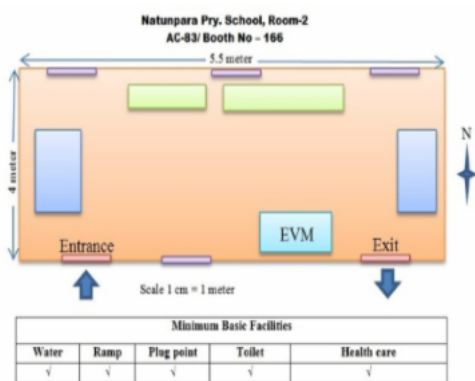 Natunpara Pry. School, Room-2
AC-83/ Booth No – 166
5.5 meter
4 meter
N
EVM
Entrance
Exit
Scale 1 cm = 1 meter
Minimum Basic Facilities
Water Ramp Plug point Toilet Health care
√ √ √ √ √